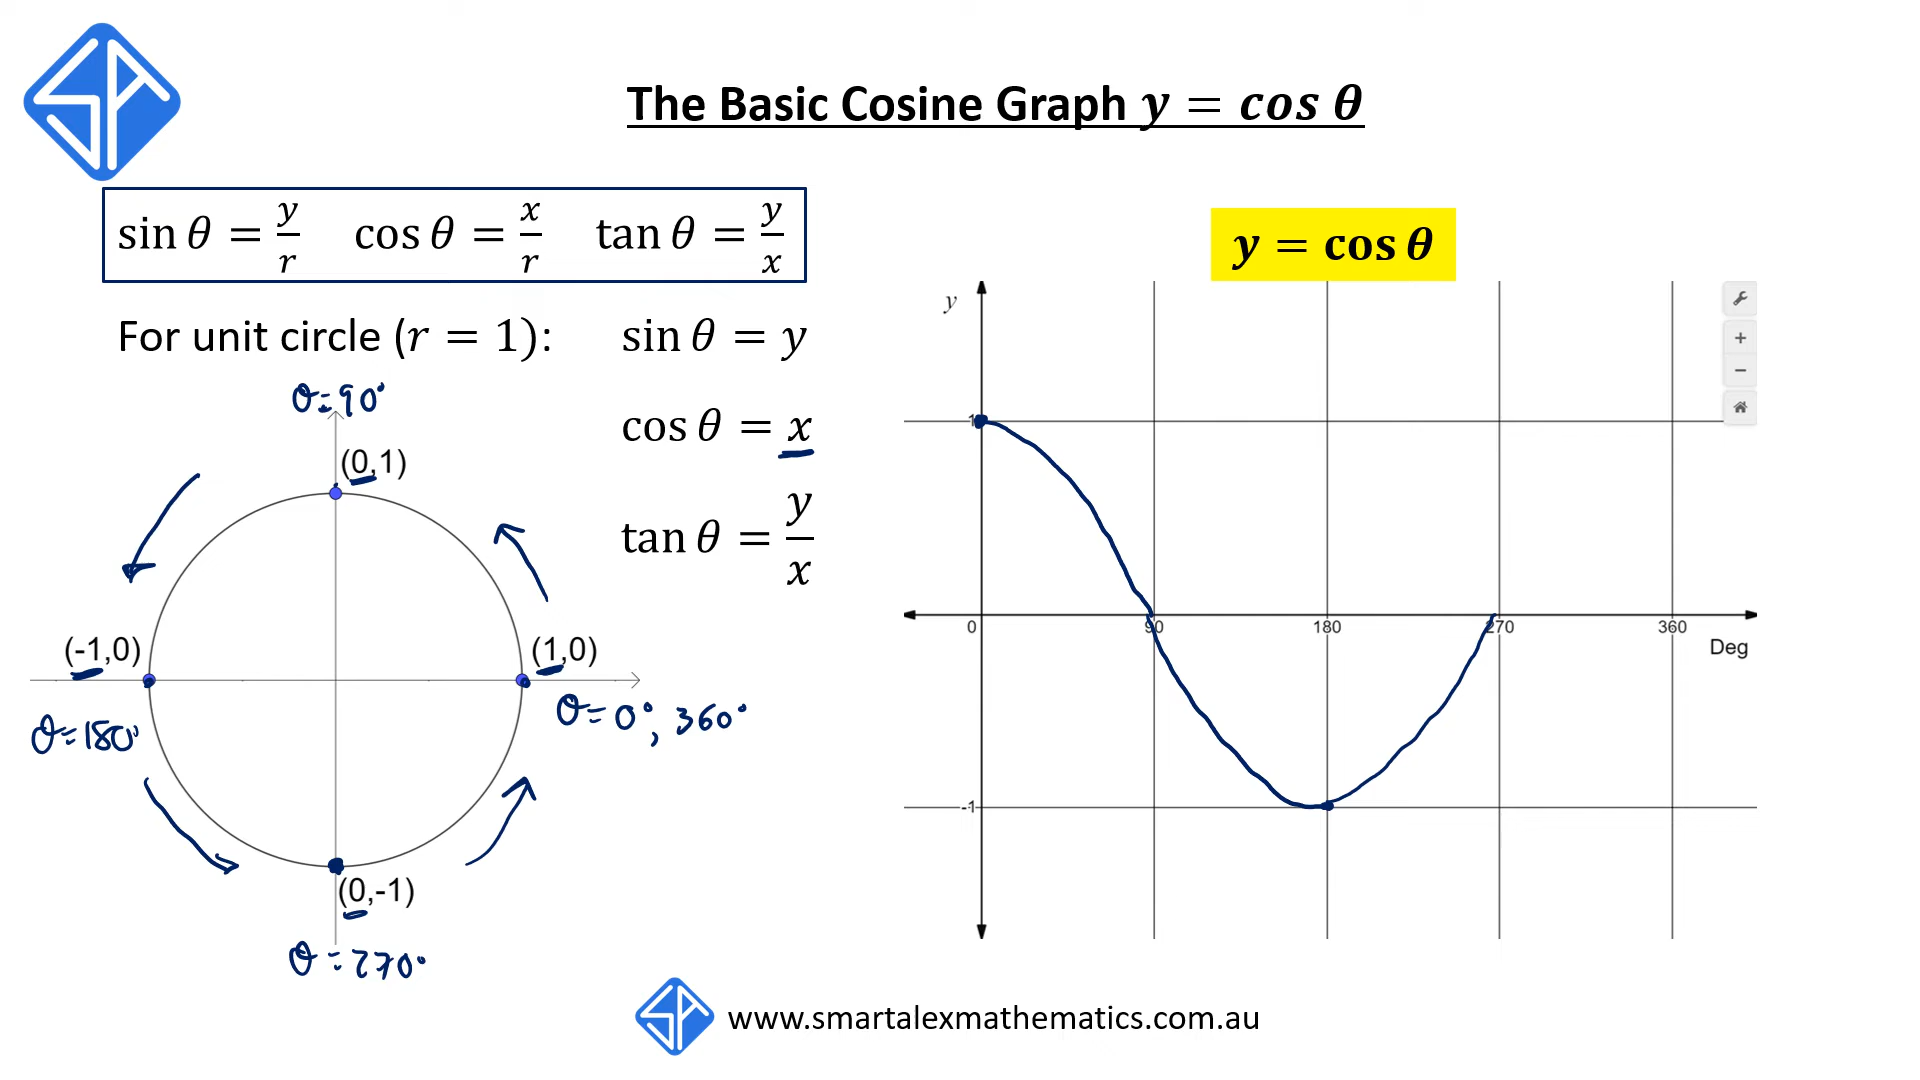 The Basic Cosine Graph y = cos θ
sin θ = y/r cos θ = x/r tan θ = y/x
y = cos θ
For unit circle (r = 1): sin θ = y
cos θ = x
tan θ = y/x
θ = 90°
(0,1)
(-1,0)
(1,0)
θ = 180°
θ = 0°, 360°
(0,-1)
θ = 270°
y
1
0 90 180 270 360
Deg
-1
+
−
www.smartalexmathematics.com.au